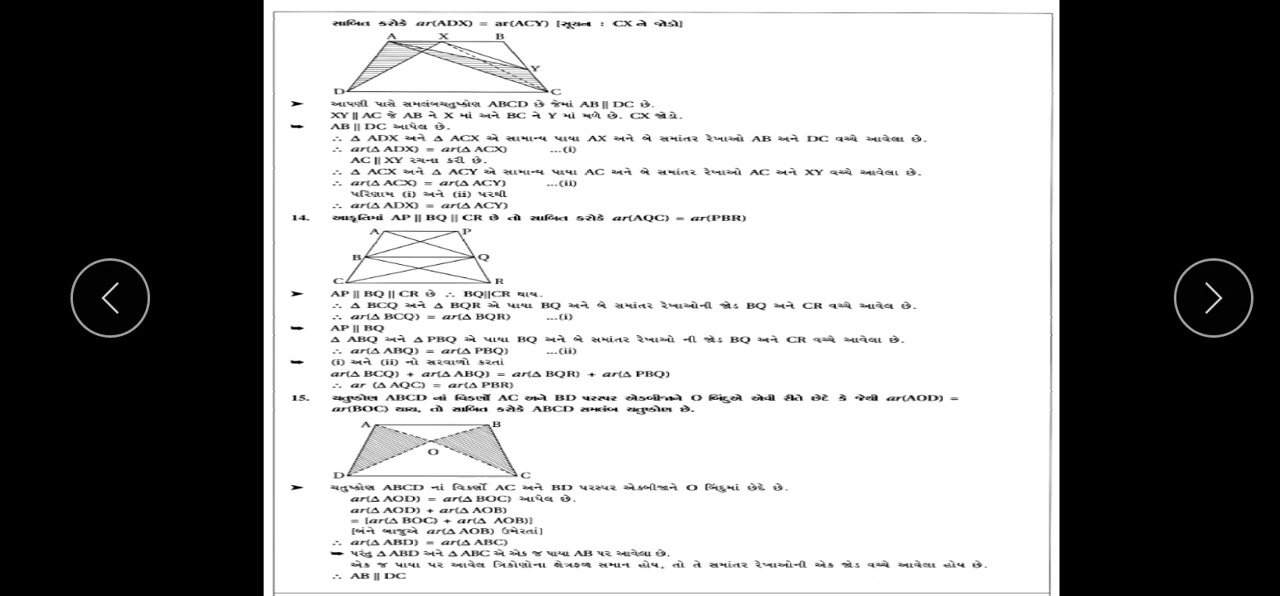 સાબિત કરોકે ar(ADX) = ar(ACY) [સૂચન : CX ને જોડો]
A X B
Y
D C
➤ આપણી પાસે સમલંબચતુષ્કોણ ABCD છે જેમાં AB || DC છે.
XY || AC જે AB ને X માં અને BC ને Y માં મળે છે. CX જોડો.
➥ AB || DC આપેલ છે.
∴ Δ ADX અને Δ ACX એ સામાન્ય પાયા AX અને બે સમાંતર રેખાઓ AB અને DC વચ્ચે આવેલા છે.
∴ ar(Δ ADX) = ar(Δ ACX) ...(i)
AC || XY રચના કરી છે.
∴ Δ ACX અને Δ ACY એ સામાન્ય પાયા AC અને બે સમાંતર રેખાઓ AC અને XY વચ્ચે આવેલા છે.
∴ ar(Δ ACX) = ar(Δ ACY) ...(ii)
પરિણામ (i) અને (ii) પરથી
∴ ar(Δ ADX) = ar(Δ ACY)
14. આકૃતિમાં AP || BQ || CR છે તો સાબિત કરોકે ar(AQC) = ar(PBR)
A P
B Q
C R
➤ AP || BQ || CR છે ∴ BQ||CR થાય.
∴ Δ BCQ અને Δ BQR એ પાયા BQ અને બે સમાંતર રેખાઓની જોડ BQ અને CR વચ્ચે આવેલ છે.
∴ ar(Δ BCQ) = ar(Δ BQR) ...(i)
➥ AP || BQ
Δ ABQ અને Δ PBQ એ પાયા BQ અને બે સમાંતર રેખાઓ ની જોડ BQ અને CR વચ્ચે આવેલા છે.
∴ ar(Δ ABQ) = ar(Δ PBQ) ...(ii)
➥ (i) અને (ii) નો સરવાળો કરતાં
ar(Δ BCQ) + ar(Δ ABQ) = ar(Δ BQR) + ar(Δ PBQ)
∴ ar (Δ AQC) = ar(Δ PBR)
15. ચતુષ્કોણ ABCD નાં વિકર્ણો AC અને BD પરસ્પર એકબીજાને O બિંદુએ એવી રીતે છેદે કે જેથી ar(AOD) =
ar(BOC) થાય, તો સાબિત કરોકે ABCD સમલંબ ચતુષ્કોણ છે.
A B
O
D C
➤ ચતુષ્કોણ ABCD નાં વિકર્ણો AC અને BD પરસ્પર એકબીજાને O બિંદુમાં છેદે છે.
ar(Δ AOD) = ar(Δ BOC) આપેલ છે.
ar(Δ AOD) + ar(Δ AOB)
= [ar(Δ BOC) + ar(Δ AOB)]
[બંને બાજુએ ar(Δ AOB) ઉમેરતાં]
∴ ar(Δ ABD) = ar(Δ ABC)
➥ પરંતુ Δ ABD અને Δ ABC એ એક જ પાયા AB પર આવેલા છે.
એક જ પાયા પર આવેલ ત્રિકોણોના ક્ષેત્રફળ સમાન હોય, તો તે સમાંતર રેખાઓની એક જોડ વચ્ચે આવેલા હોય છે.
∴ AB || DC